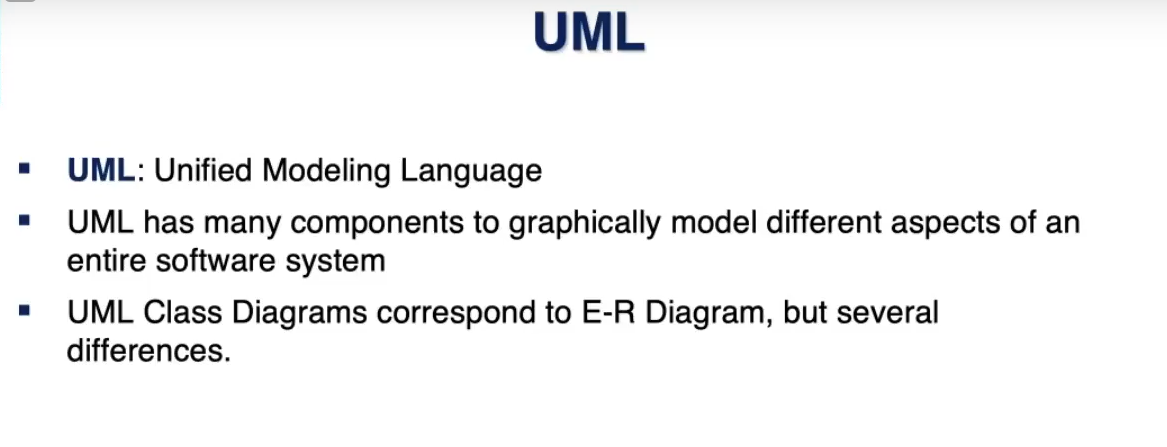 UML
▪ UML: Unified Modeling Language
▪ UML has many components to graphically model different aspects of an
entire software system
▪ UML Class Diagrams correspond to E-R Diagram, but several
differences.